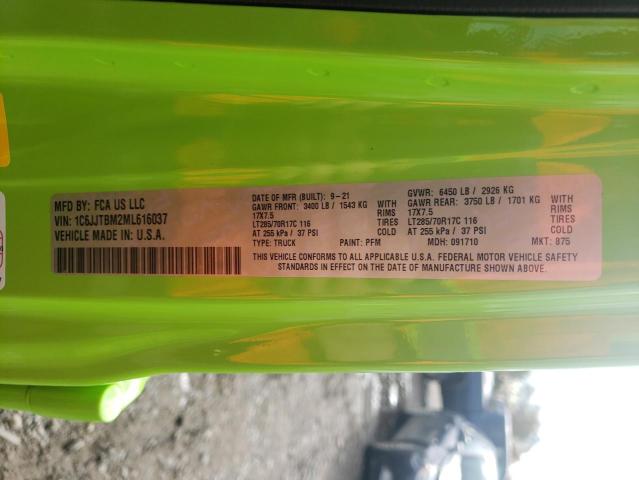 MFD BY: FCA US LLC
VIN: 1C6JJTBM2ML616037
VEHICLE MADE IN U.S.A.
DATE OF MFR (BUILT): 9-21
GAWR FRONT: 3400 LB / 1543 KG WITH
17X7.5 RIMS
LT285/70R17C 116 TIRES
AT 255 kPa / 37 PSI COLD
TYPE: TRUCK PAINT: PFM
GVWR: 6450 LB / 2926 KG
GAWR REAR: 3750 LB / 1701 KG WITH
17X7.5 RIMS
LT285/70R17C 116 TIRES
AT 255 kPa / 37 PSI COLD
MDH: 091710 MKT: 875
THIS VEHICLE CONFORMS TO ALL APPLICABLE U.S.A. FEDERAL MOTOR VEHICLE SAFETY
STANDARDS IN EFFECT ON THE DATE OF MANUFACTURE SHOWN ABOVE.